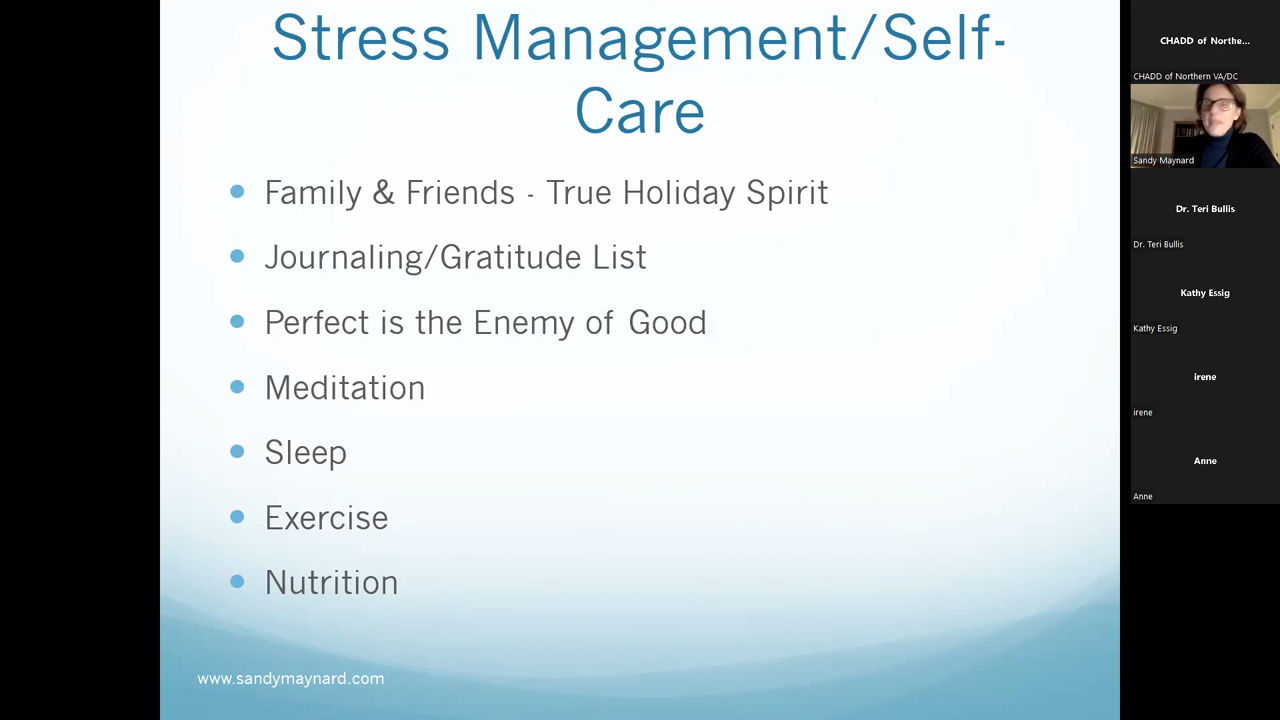 Stress Management/Self-
Care
Family & Friends - True Holiday Spirit
Journaling/Gratitude List
Perfect is the Enemy of Good
Meditation
Sleep
Exercise
Nutrition
www.sandymaynard.com
CHADD of Northe...
CHADD of Northern VA/DC
Sandy Maynard
Dr. Teri Bullis
Dr. Teri Bullis
Kathy Essig
Kathy Essig
irene
irene
Anne
Anne